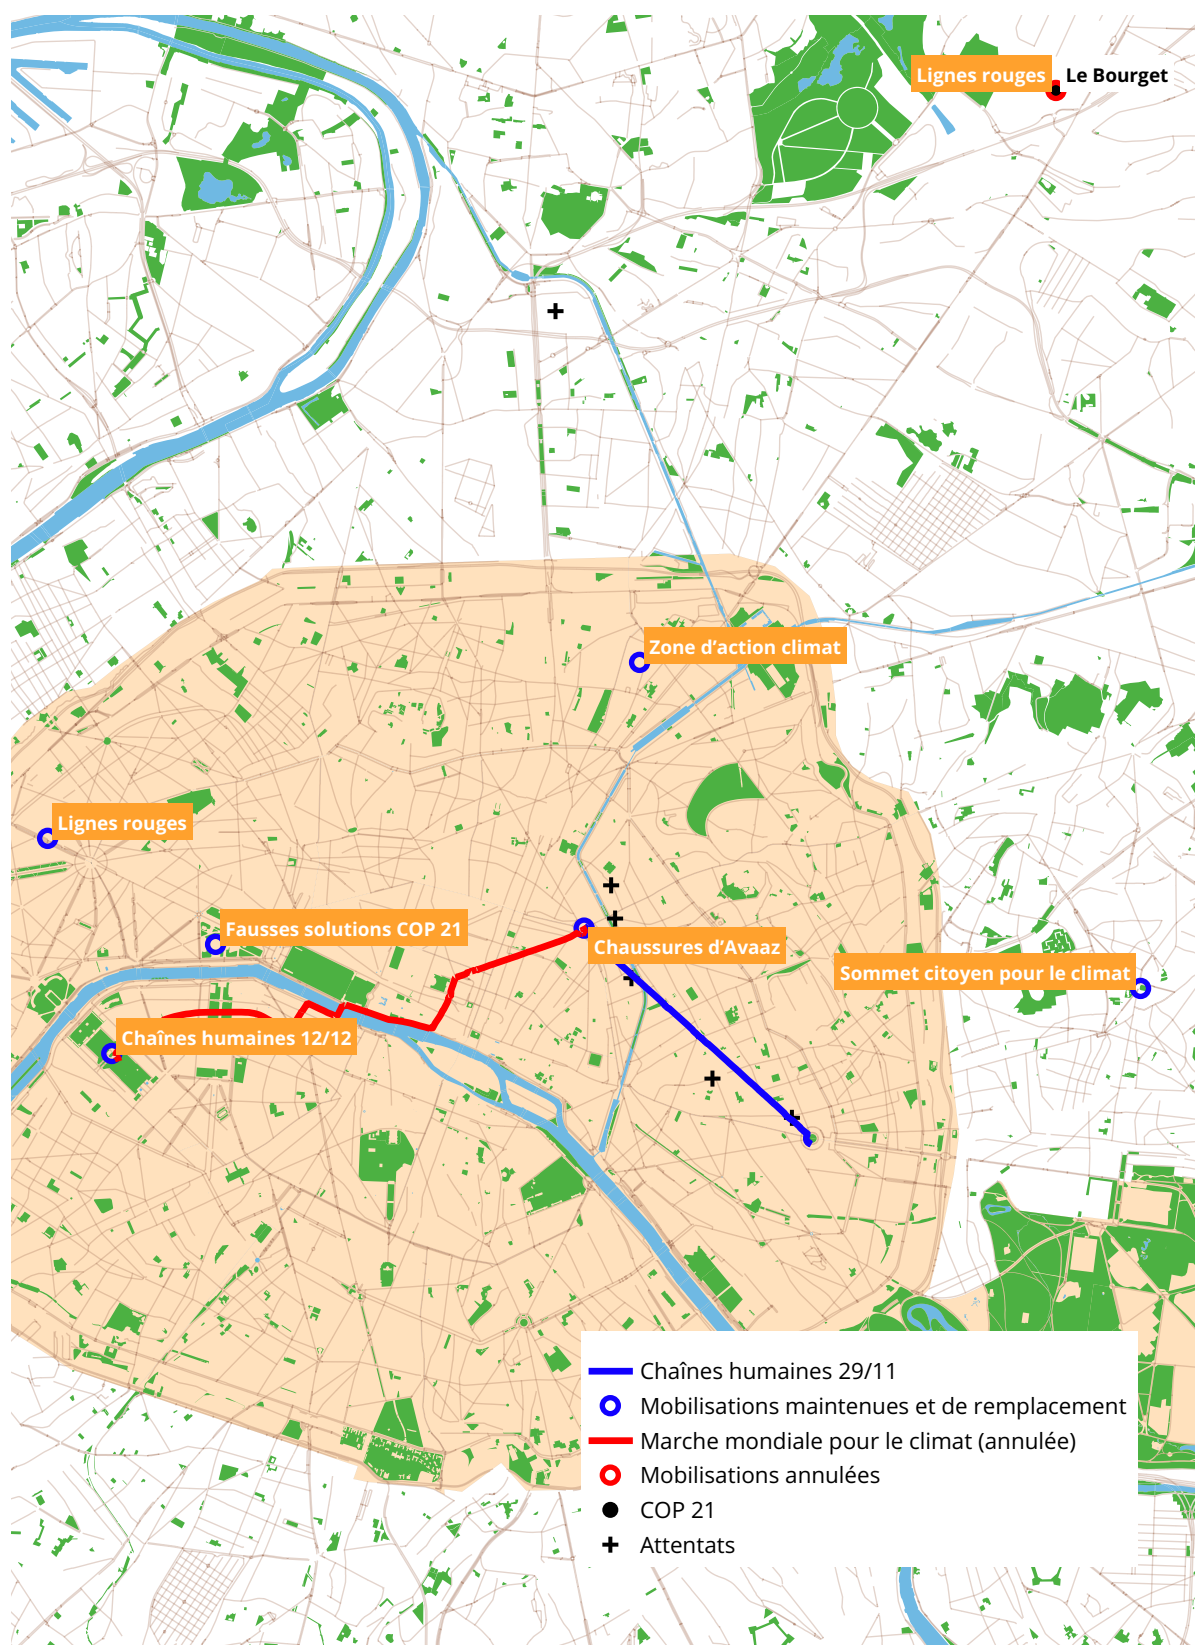 Lignes rouges
Le Bourget
Zone d’action climat
Lignes rouges
Fausses solutions COP 21
Chaussures d’Avaaz
Sommet citoyen pour le climat
Chaînes humaines 12/12
Chaînes humaines 29/11
Mobilisations maintenues et de remplacement
Marche mondiale pour le climat (annulée)
Mobilisations annulées
COP 21
Attentats